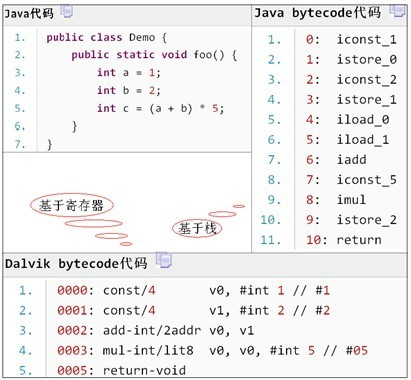 Java代码
1. public class Demo {
2. public static void foo() {
3. int a = 1;
4. int b = 2;
5. int c = (a + b) * 5;
6. }
7. }
基于寄存器
基于栈
Java bytecode代码
1. 0: iconst_1
2. 1: istore_0
3. 2: iconst_2
4. 3: istore_1
5. 4: iload_0
6. 5: iload_1
7. 6: iadd
8. 7: iconst_5
9. 8: imul
10. 9: istore_2
11. 10: return
Dalvik bytecode代码
1. 0000: const/4 v0, #int 1 // #1
2. 0001: const/4 v1, #int 2 // #2
3. 0002: add-int/2addr v0, v1
4. 0003: mul-int/lit8 v0, v0, #int 5 // #05
5. 0005: return-void